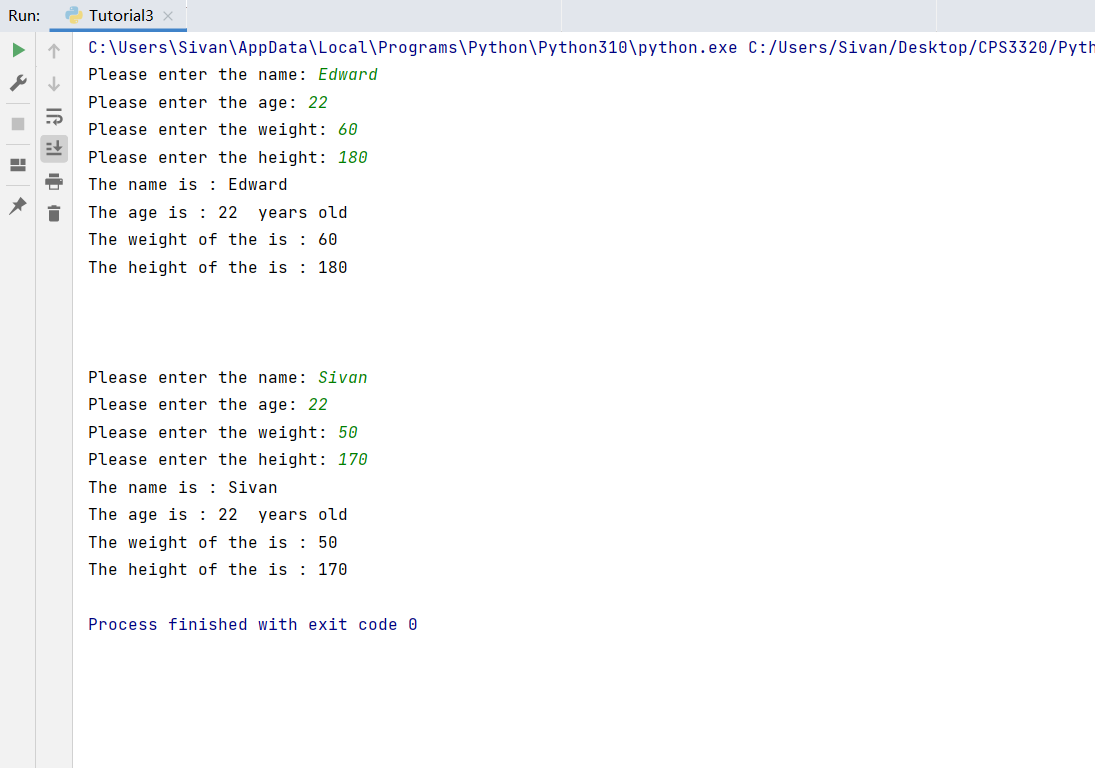 Run: Tutorial3
C:\Users\Sivan\AppData\Local\Programs\Python\Python310\python.exe C:/Users/Sivan/Desktop/CPS3320/Pyth
Please enter the name: Edward
Please enter the age: 22
Please enter the weight: 60
Please enter the height: 180
The name is : Edward
The age is : 22  years old
The weight of the is : 60
The height of the is : 180
Please enter the name: Sivan
Please enter the age: 22
Please enter the weight: 50
Please enter the height: 170
The name is : Sivan
The age is : 22  years old
The weight of the is : 50
The height of the is : 170
Process finished with exit code 0